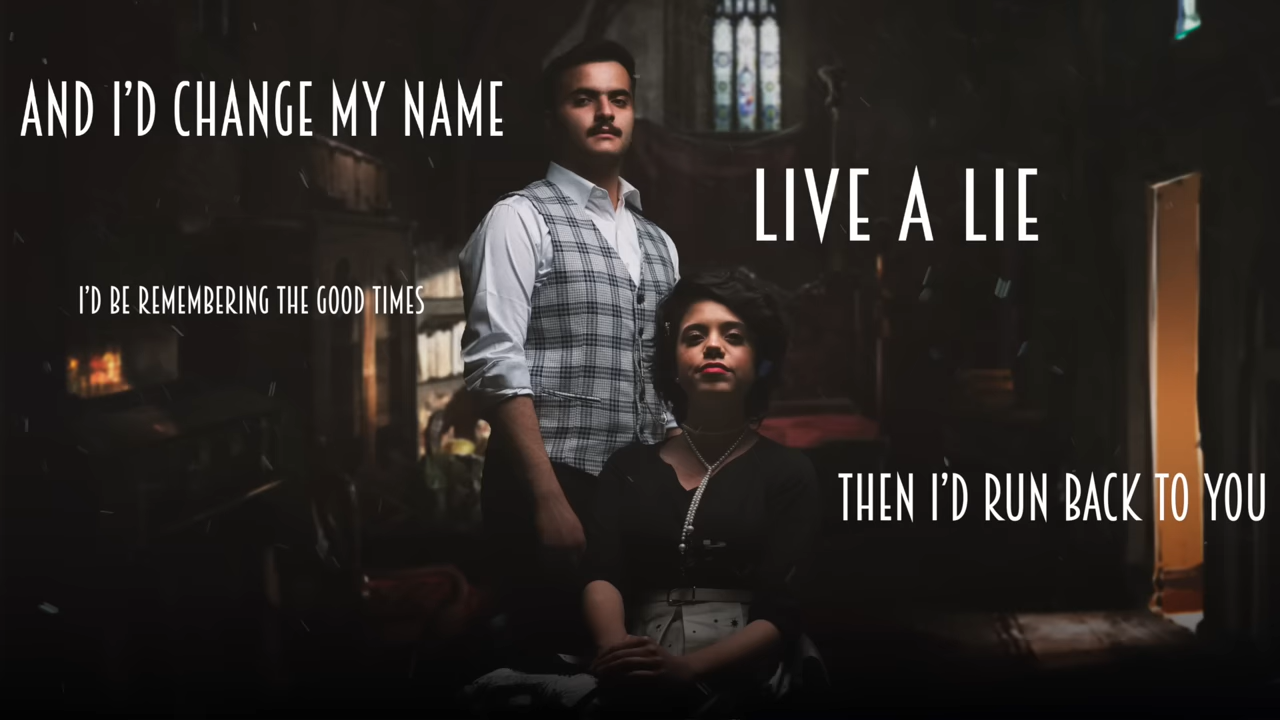 AND I'D CHANGE MY NAME
LIVE A LIE
I'D BE REMEMBERING THE GOOD TIMES
THEN I'D RUN BACK TO YOU